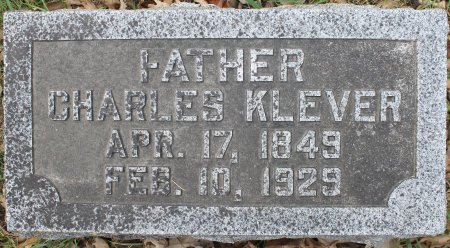 FATHER
CHARLES KLEVER
APR. 17, 1849
FEB. 10, 1929